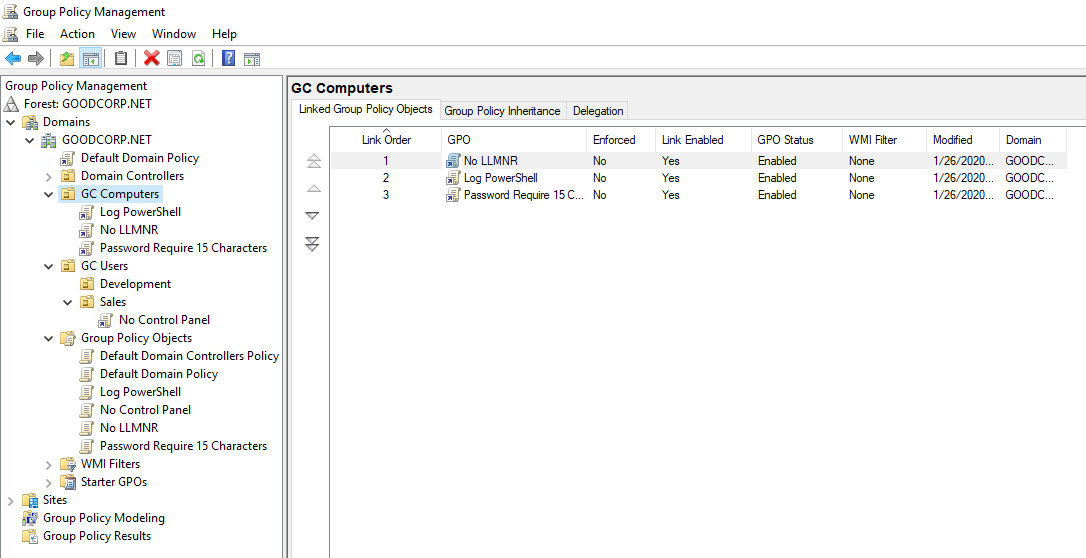 Group Policy Management
File Action View Window Help
Group Policy Management
Forest: GOODCORP.NET
Domains
GOODCORP.NET
Default Domain Policy
Domain Controllers
GC Computers
Log PowerShell
No LLMNR
Password Require 15 Characters
GC Users
Development
Sales
No Control Panel
Group Policy Objects
Default Domain Controllers Policy
Default Domain Policy
Log PowerShell
No Control Panel
No LLMNR
Password Require 15 Characters
WMI Filters
Starter GPOs
Sites
Group Policy Modeling
Group Policy Results
GC Computers
Linked Group Policy Objects Group Policy Inheritance Delegation
Link Order GPO Enforced Link Enabled GPO Status WMI Filter Modified Domain
1 No LLMNR No Yes Enabled None 1/26/2020... GOODC...
2 Log PowerShell No Yes Enabled None 1/26/2020... GOODC...
3 Password Require 15 C... No Yes Enabled None 1/26/2020... GOODC...